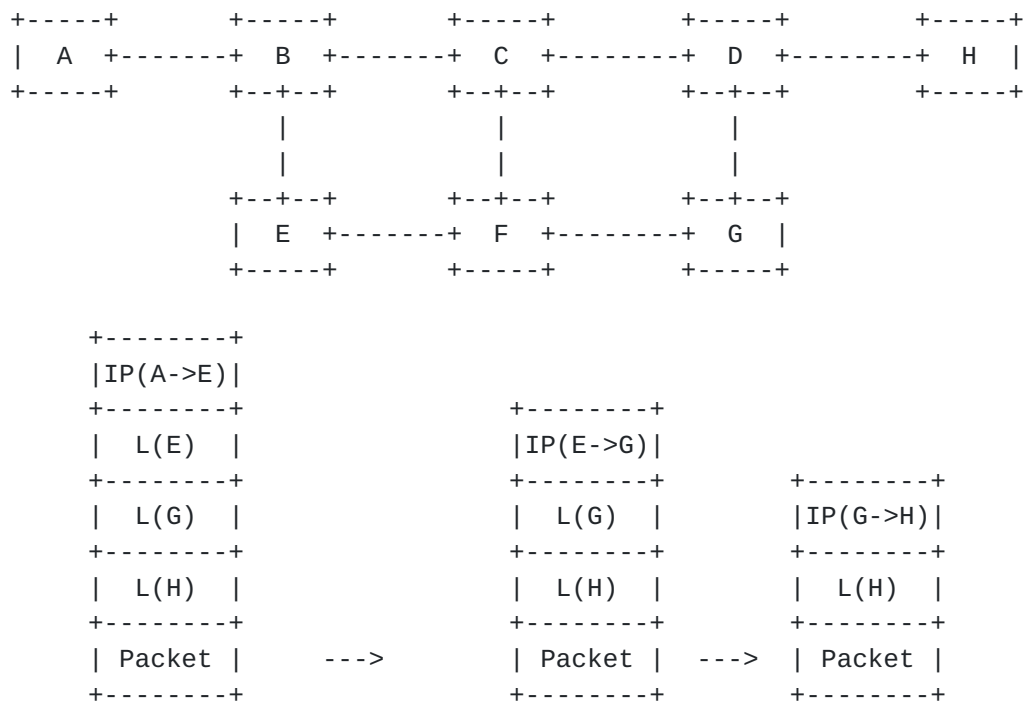 +-----+       +-----+       +-----+        +-----+        +-----+
|  A  +-------+  B  +-------+  C  +--------+  D  +--------+  H  |
+-----+       +--+--+       +--+--+        +--+--+        +-----+
                 |             |              |
                 |             |              |
              +--+--+       +--+--+        +--+--+
              |  E  +-------+  F  +--------+  G  |
              +-----+       +-----+        +-----+

     +--------+
     |IP(A->E)|
     +--------+                 +--------+
     |  L(E)  |                 |IP(E->G)|
     +--------+                 +--------+        +--------+
     |  L(G)  |                 |  L(G)  |        |IP(G->H)|
     +--------+                 +--------+        +--------+
     |  L(H)  |                 |  L(H)  |        |  L(H)  |
     +--------+                 +--------+        +--------+
     | Packet |     --->        | Packet |  --->  | Packet |
     +--------+                 +--------+        +--------+